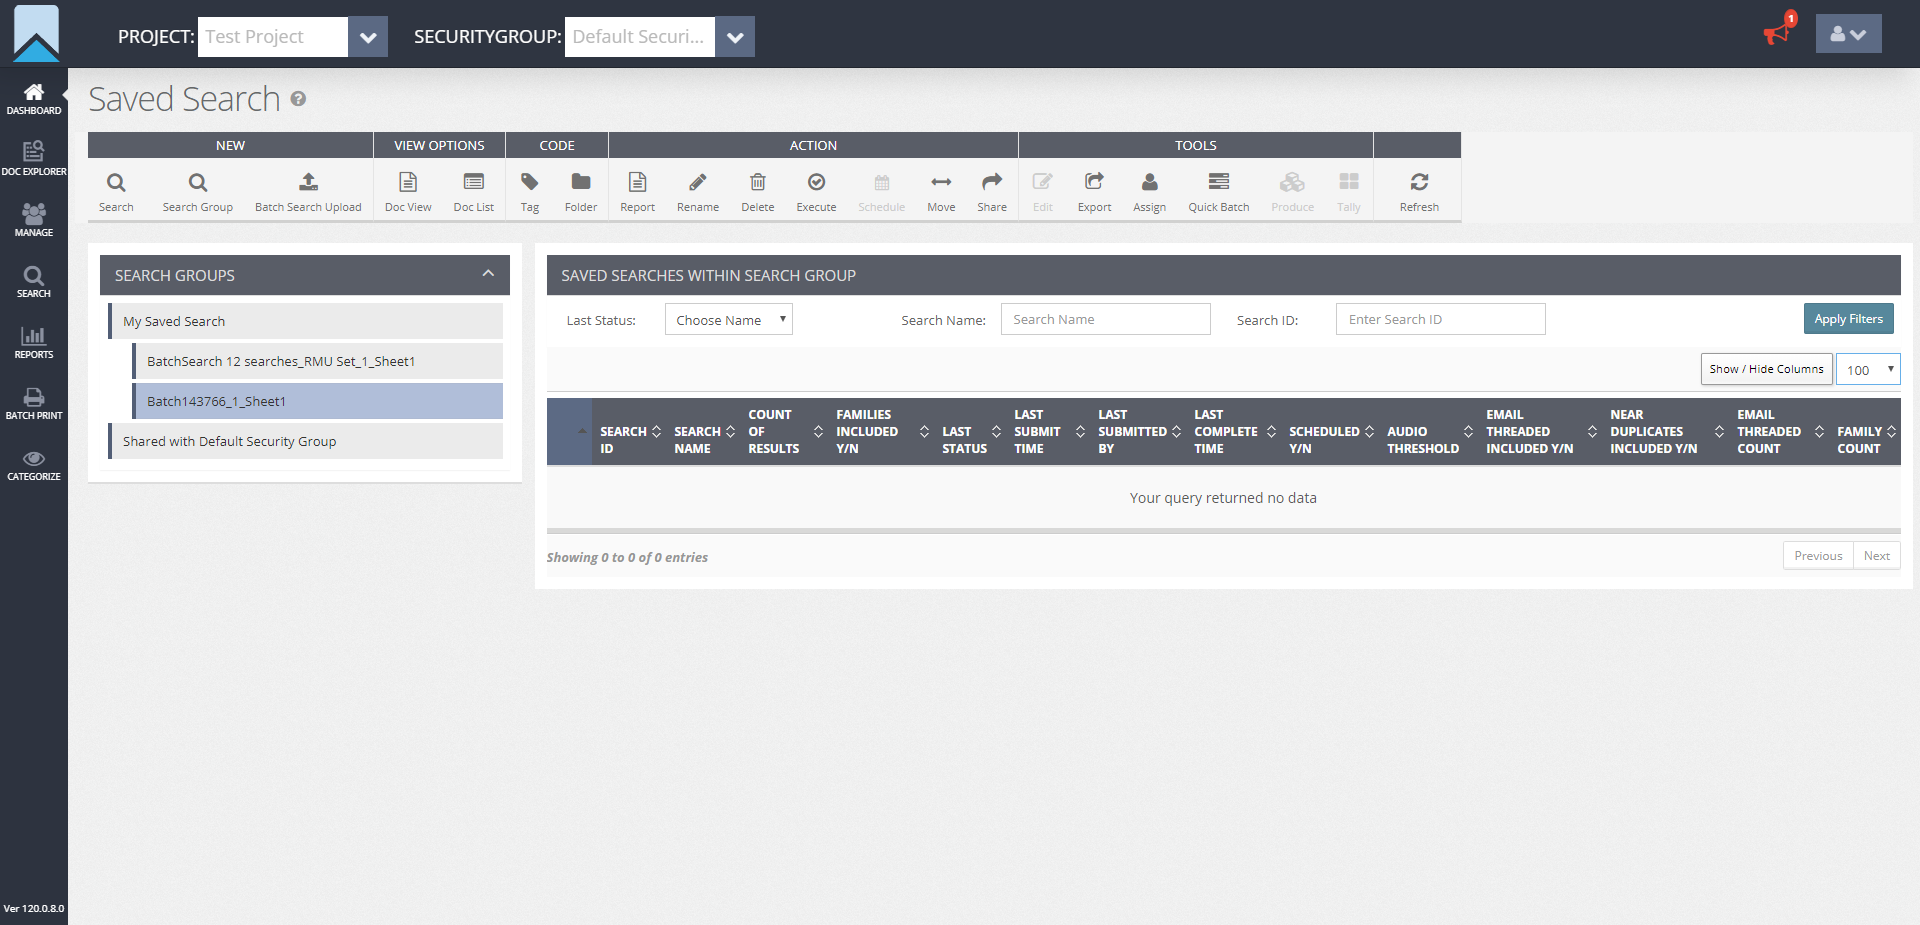 PROJECT: Test Project SECURITYGROUP: Default Securi... 1
DASHBOARD
DOC EXPLORER
MANAGE
SEARCH
REPORTS
BATCH PRINT
CATEGORIZE
Ver 120.0.8.0
Saved Search ?
NEW VIEW OPTIONS CODE ACTION TOOLS
Search Search Group Batch Search Upload Doc View Doc List Tag Folder Report Rename Delete Execute Schedule Move Share Edit Export Assign Quick Batch Produce Tally Refresh
SEARCH GROUPS
My Saved Search
BatchSearch 12 searches_RMU Set_1_Sheet1
Batch143766_1_Sheet1
Shared with Default Security Group
SAVED SEARCHES WITHIN SEARCH GROUP
Last Status: Choose Name Search Name: Search Name Search ID: Enter Search ID Apply Filters
Show / Hide Columns 100
SEARCH ID
SEARCH NAME
COUNT OF RESULTS
FAMILIES INCLUDED Y/N
LAST STATUS
LAST SUBMIT TIME
LAST SUBMITTED BY
LAST COMPLETE TIME
SCHEDULED Y/N
AUDIO THRESHOLD
EMAIL THREADED INCLUDED Y/N
NEAR DUPLICATES INCLUDED Y/N
EMAIL THREADED COUNT
FAMILY COUNT
Your query returned no data
Showing 0 to 0 of 0 entries
Previous Next